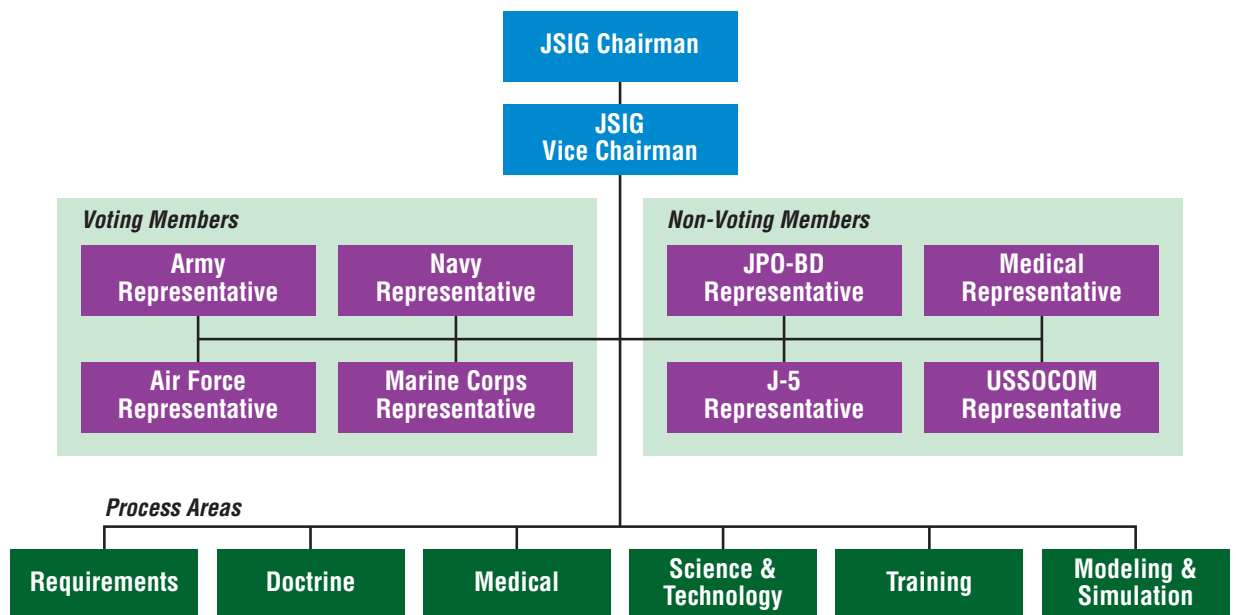 JSIG Chairman
JSIG
Vice Chairman
Voting Members
Army
Representative
Navy
Representative
Air Force
Representative
Marine Corps
Representative
Non-Voting Members
JPO-BD
Representative
Medical
Representative
J-5
Representative
USSOCOM
Representative
Process Areas
Requirements
Doctrine
Medical
Science &
Technology
Training
Modeling &
Simulation